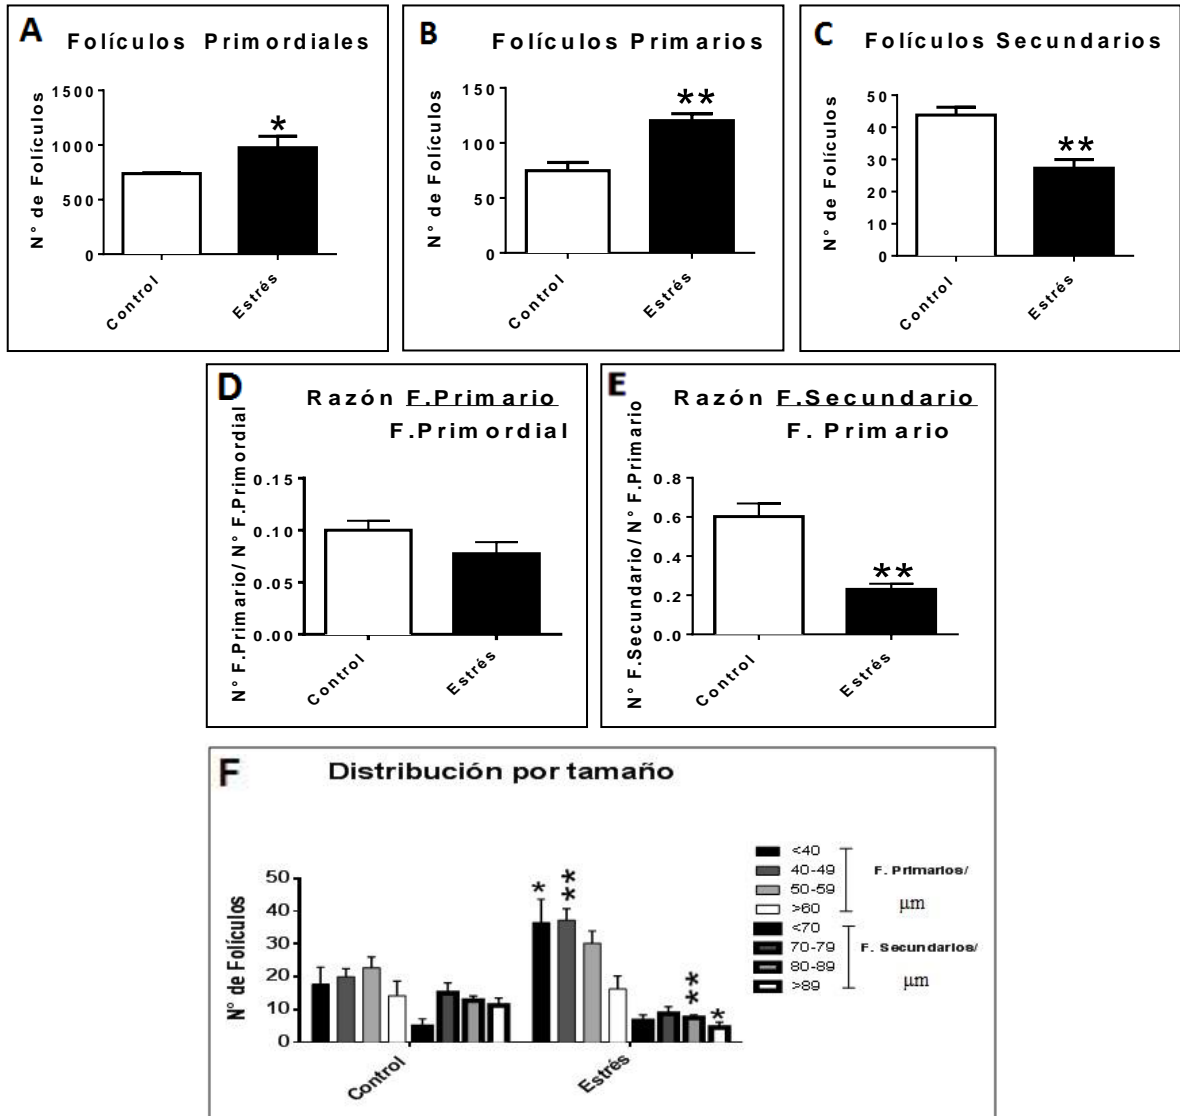 A Folículos Primordiales
N° de Folículos
1500
1000
500
0
*
Control
Estrés
B Folículos Primarios
N° de Folículos
150
100
50
0
**
Control
Estrés
C Folículos Secundarios
N° de Folículos
50
40
30
20
10
0
**
Control
Estrés
D Razón F.Primario
F.Primordial
N° F.Primario/ N° F.Primordial
0.15
0.10
0.05
0.00
Control
Estrés
E Razón F.Secundario
F. Primario
N° F.Secundario/ N° F.Primario
0.8
0.6
0.4
0.2
0.0
**
Control
Estrés
F Distribución por tamaño
N° de Folículos
50
40
30
20
10
0
*
**
**
*
Control
Estrés
<40
40-49
50-59
>60
F. Primarios/
μm
<70
70-79
80-89
>89
F. Secundarios/
μm